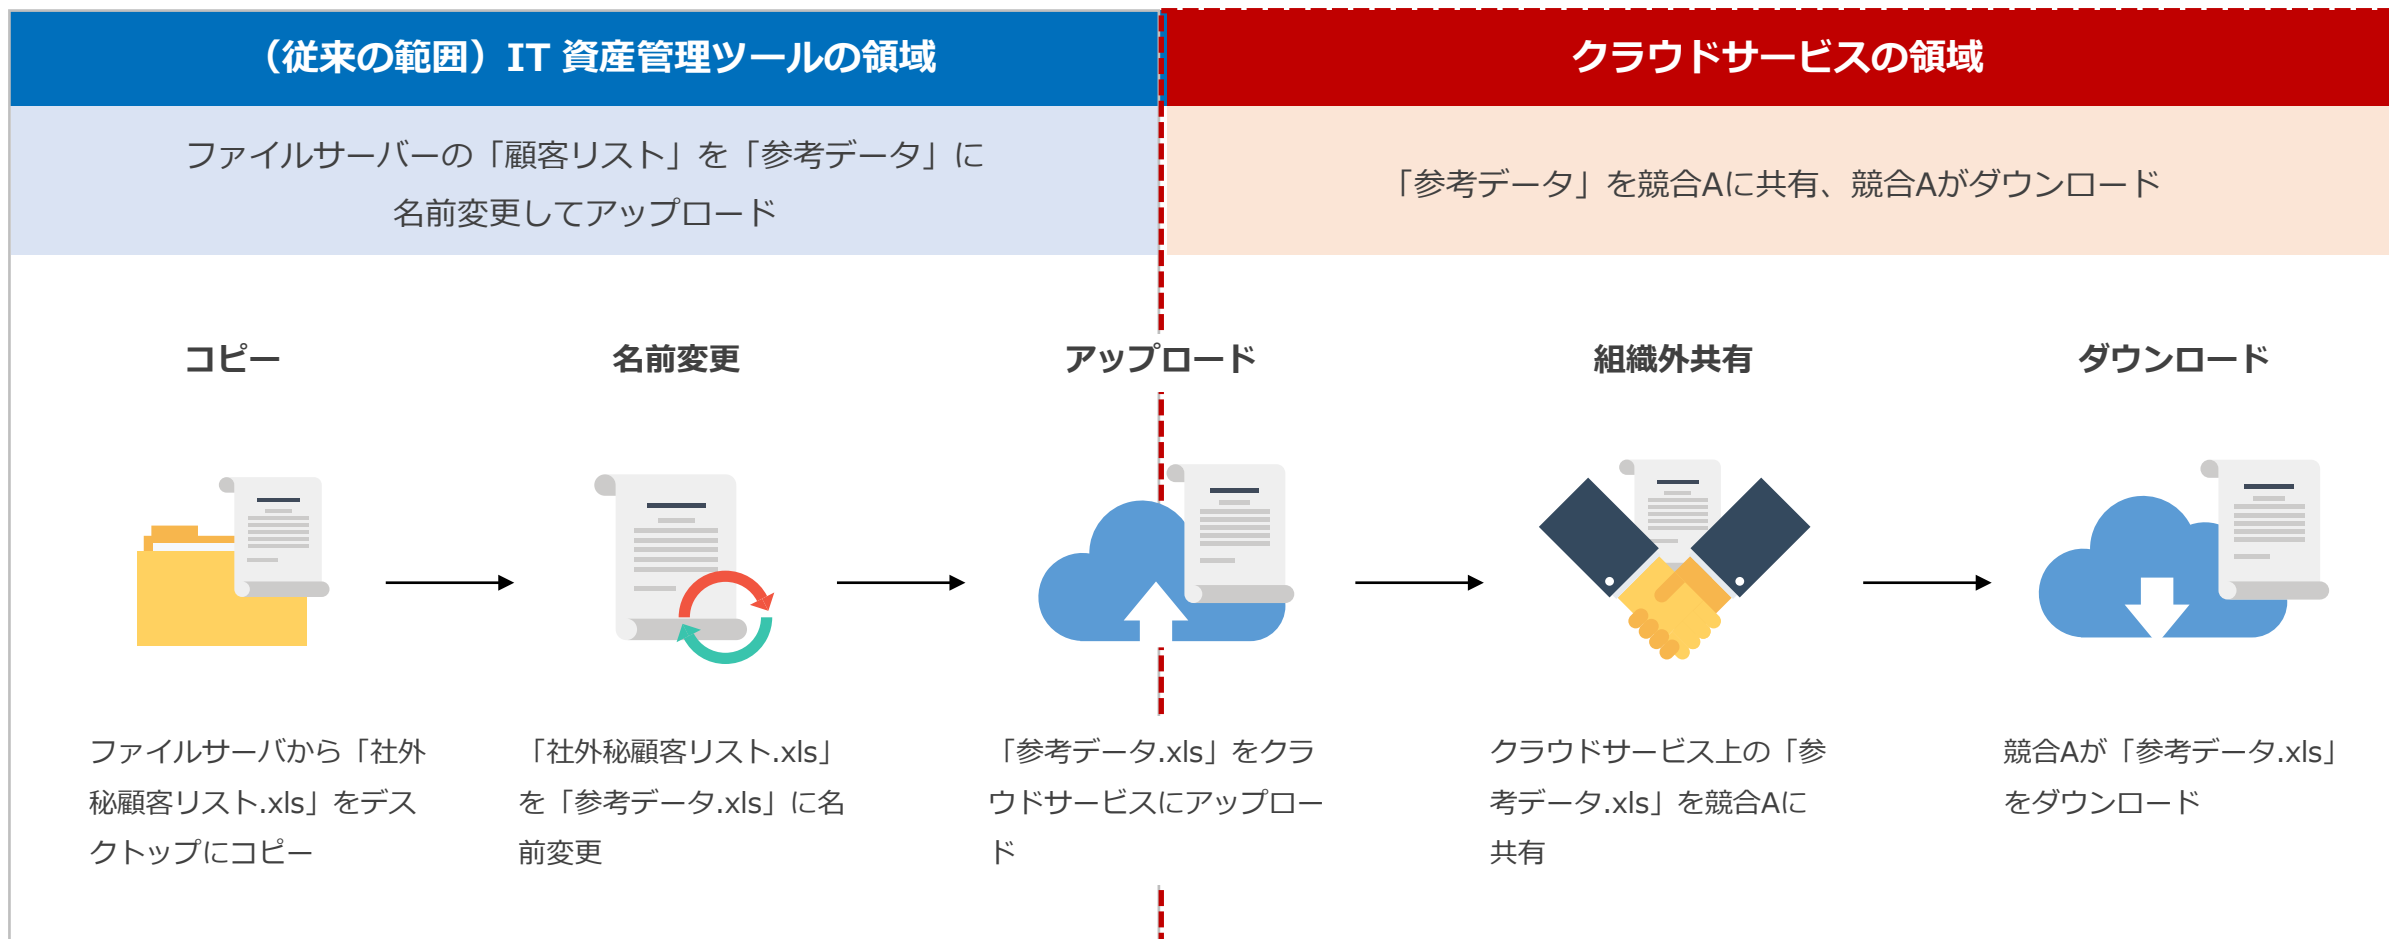 （従来の範囲）IT 資産管理ツールの領域
クラウドサービスの領域
ファイルサーバーの「顧客リスト」を「参考データ」に
名前変更してアップロード
「参考データ」を競合Aに共有、競合Aがダウンロード
コピー
名前変更
アップロード
組織外共有
ダウンロード
ファイルサーバから「社外
秘顧客リスト.xls」をデス
クトップにコピー
「社外秘顧客リスト.xls」
を「参考データ.xls」に名
前変更
「参考データ.xls」をクラ
ウドサービスにアップロー
ド
クラウドサービス上の「参
考データ.xls」を競合Aに
共有
競合Aが「参考データ.xls」
をダウンロード